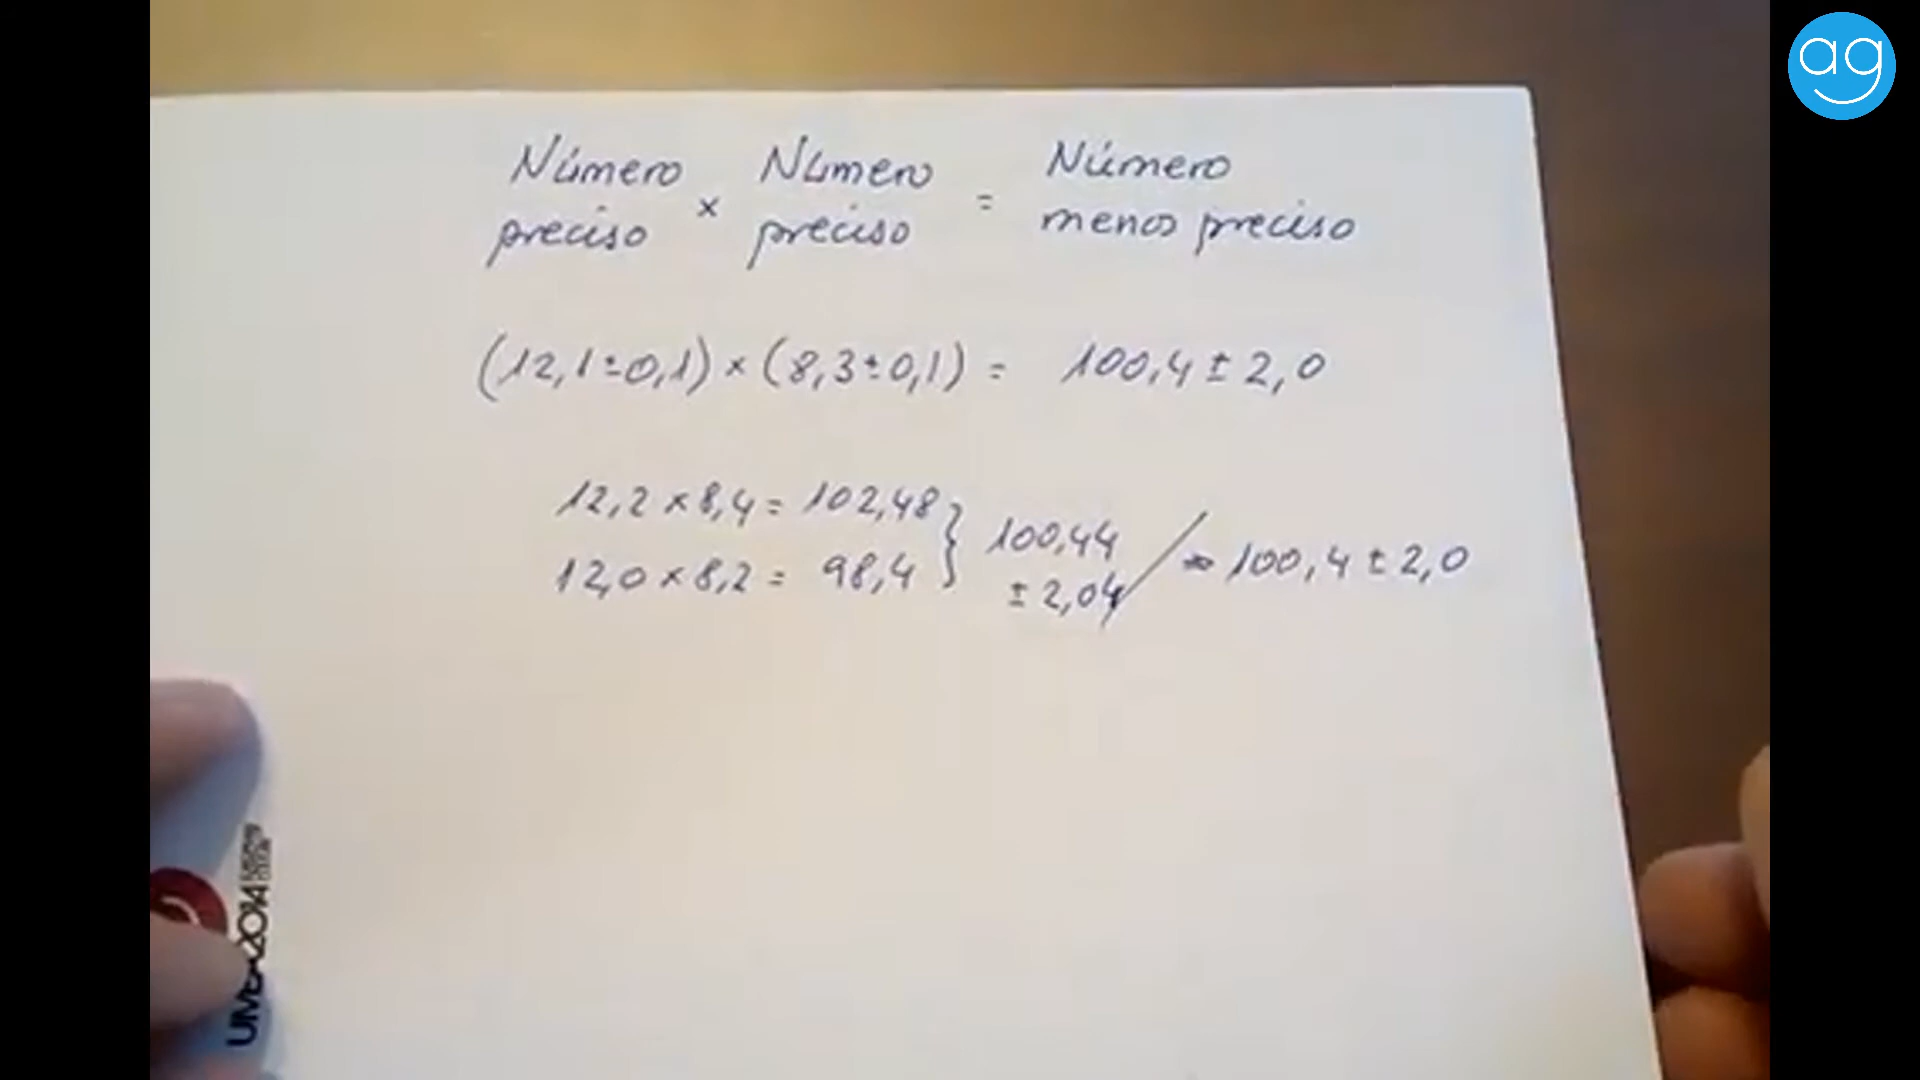 Número × Número = Número
preciso preciso menos preciso
(12,1±0,1) × (8,3±0,1) = 100,4 ± 2,0
12,2 × 8,4 = 102,48 } 100,44
12,0 × 8,2 = 98,4 ± 2,04 / → 100,4 ± 2,0
ag